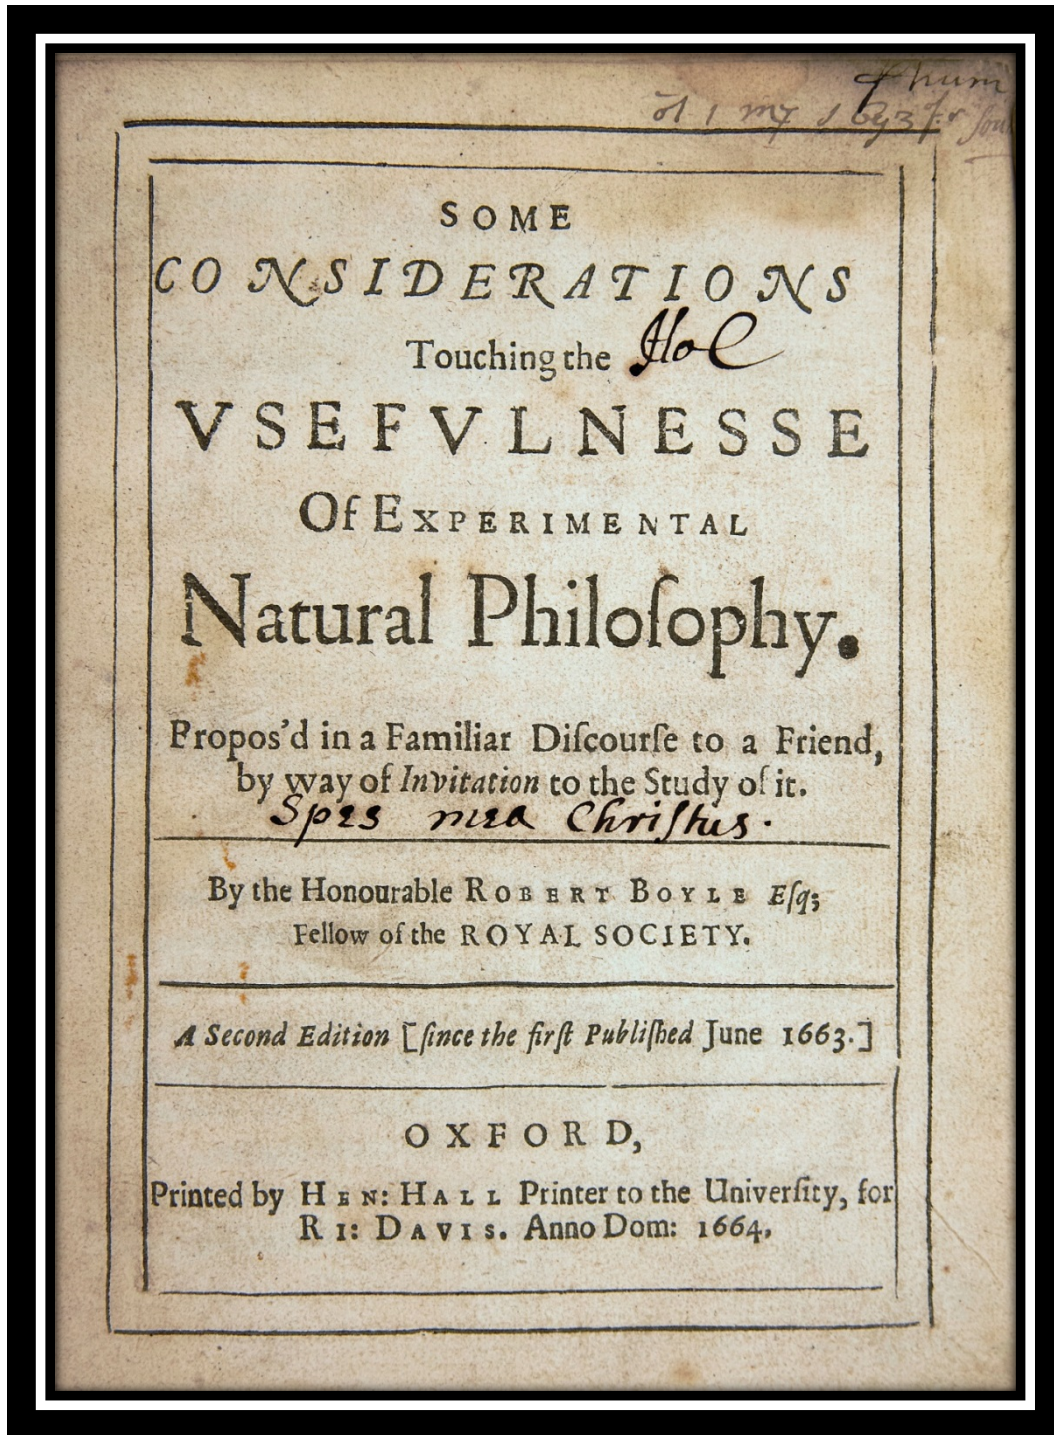 SOME
CONSIDERATIONS
Touching the
VSEFVLNESSE
Of EXPERIMENTAL
Natural Philoſophy.
Propos'd in a Familiar Diſcourſe to a Friend,
by way of Invitation to the Study of it.
Spes mea Chriſtus.
By the Honourable ROBERT BOYLE Eſq;
Fellow of the ROYAL SOCIETY.
A Second Edition [ſince the firſt Publiſhed June 1663.]
OXFORD,
Printed by HEN: HALL Printer to the Univerſity, for
RI: DAVIS. Anno Dom: 1664.